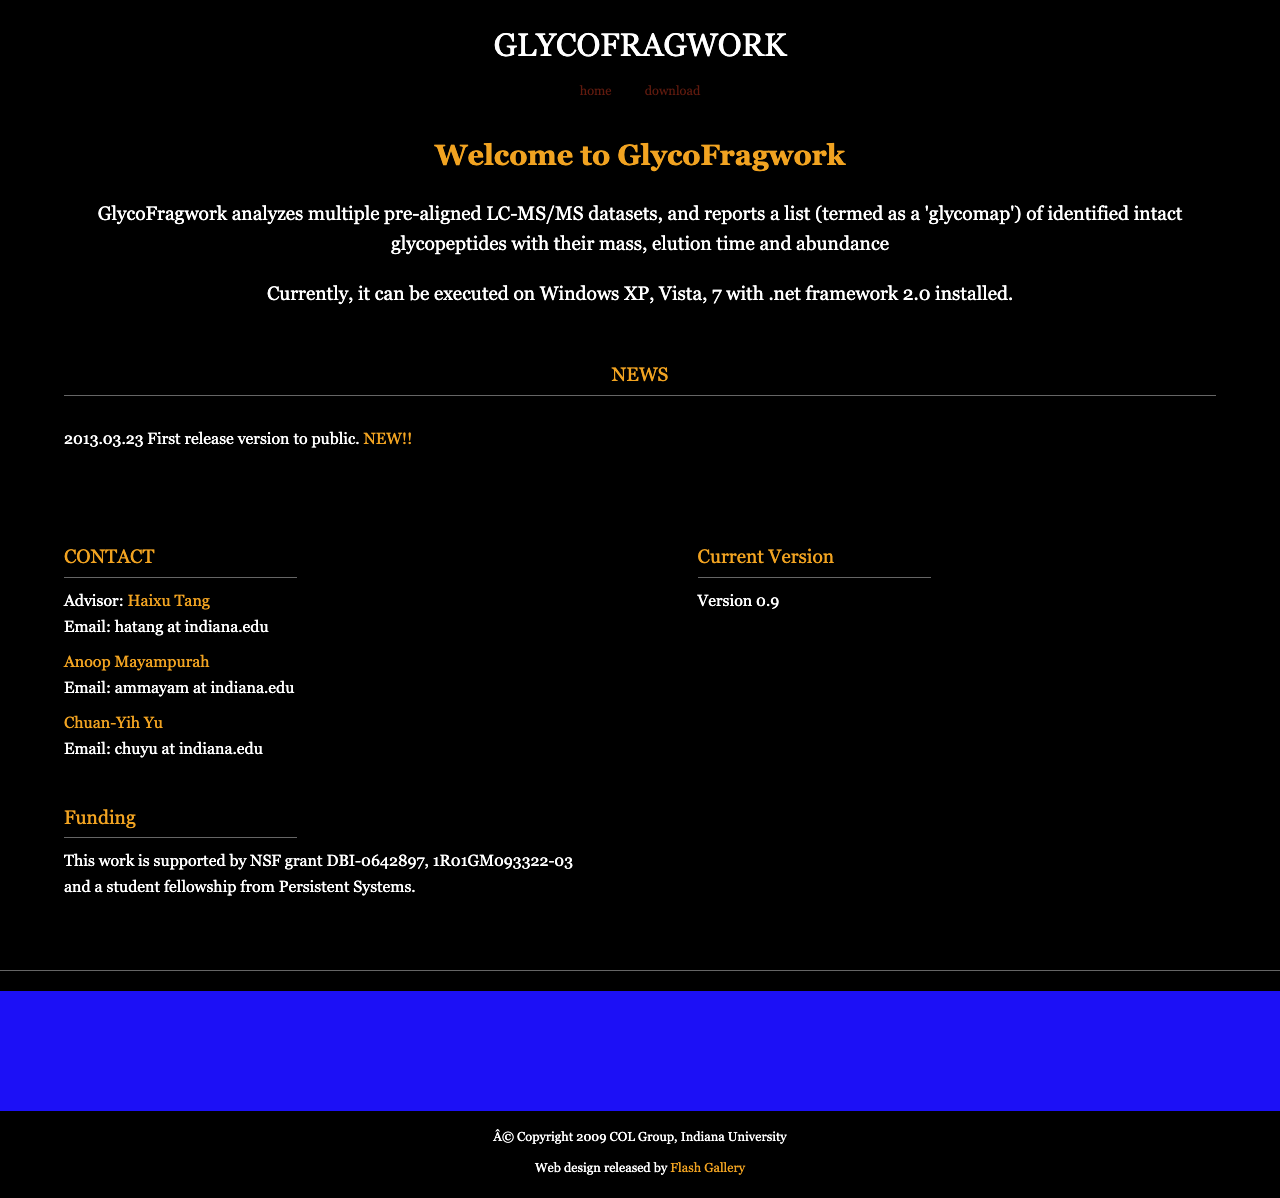 GLYCOFRAGWORK
home download
Welcome to GlycoFragwork
GlycoFragwork analyzes multiple pre-aligned LC-MS/MS datasets, and reports a list (termed as a 'glycomap') of identified intact
glycopeptides with their mass, elution time and abundance
Currently, it can be executed on Windows XP, Vista, 7 with .net framework 2.0 installed.
NEWS
2013.03.23 First release version to public. NEW!!
CONTACT
Advisor: Haixu Tang
Email: hatang at indiana.edu
Anoop Mayampurah
Email: ammayam at indiana.edu
Chuan-Yih Yu
Email: chuyu at indiana.edu
Current Version
Version 0.9
Funding
This work is supported by NSF grant DBI-0642897, 1R01GM093322-03
and a student fellowship from Persistent Systems.
Â© Copyright 2009 COL Group, Indiana University
Web design released by Flash Gallery